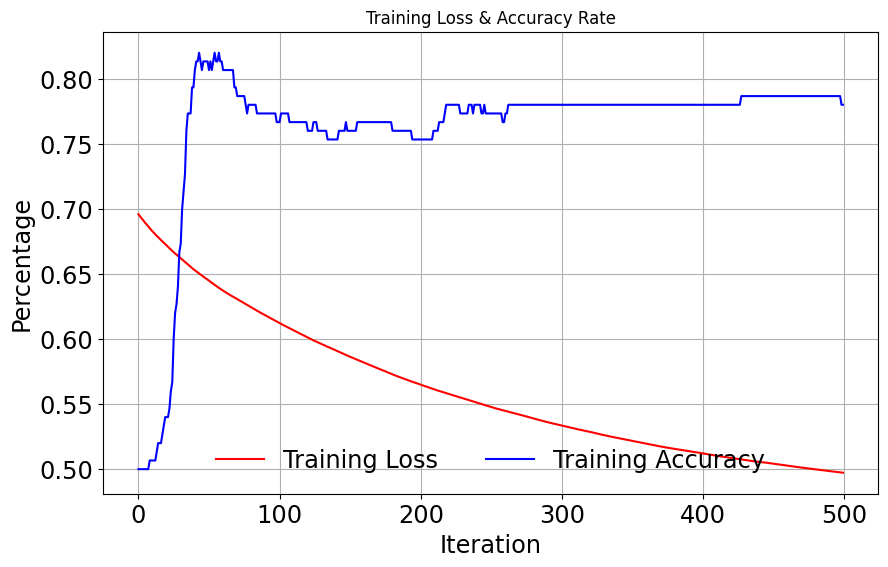 Training Loss & Accuracy Rate
Percentage
0.80
0.75
0.70
0.65
0.60
0.55
0.50
Training Loss Training Accuracy
0 100 200 300 400 500
Iteration